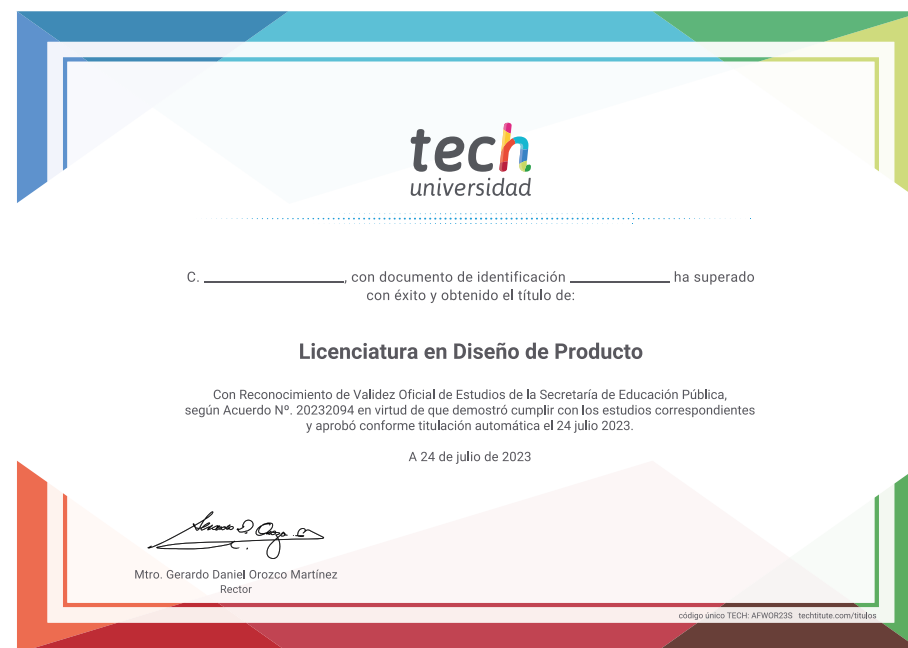 tech
universidad
C. ____________, con documento de identificación ____________ ha superado
con éxito y obtenido el título de:
Licenciatura en Diseño de Producto
Con Reconocimiento de Validez Oficial de Estudios de la Secretaría de Educación Pública,
según Acuerdo Nº. 20232094 en virtud de que demostró cumplir con los estudios correspondientes
y aprobó conforme titulación automática el 24 julio 2023.
A 24 de julio de 2023
Mtro. Gerardo Daniel Orozco Martínez
Rector
código único TECH: AFWOR23S techtitute.com/titulos